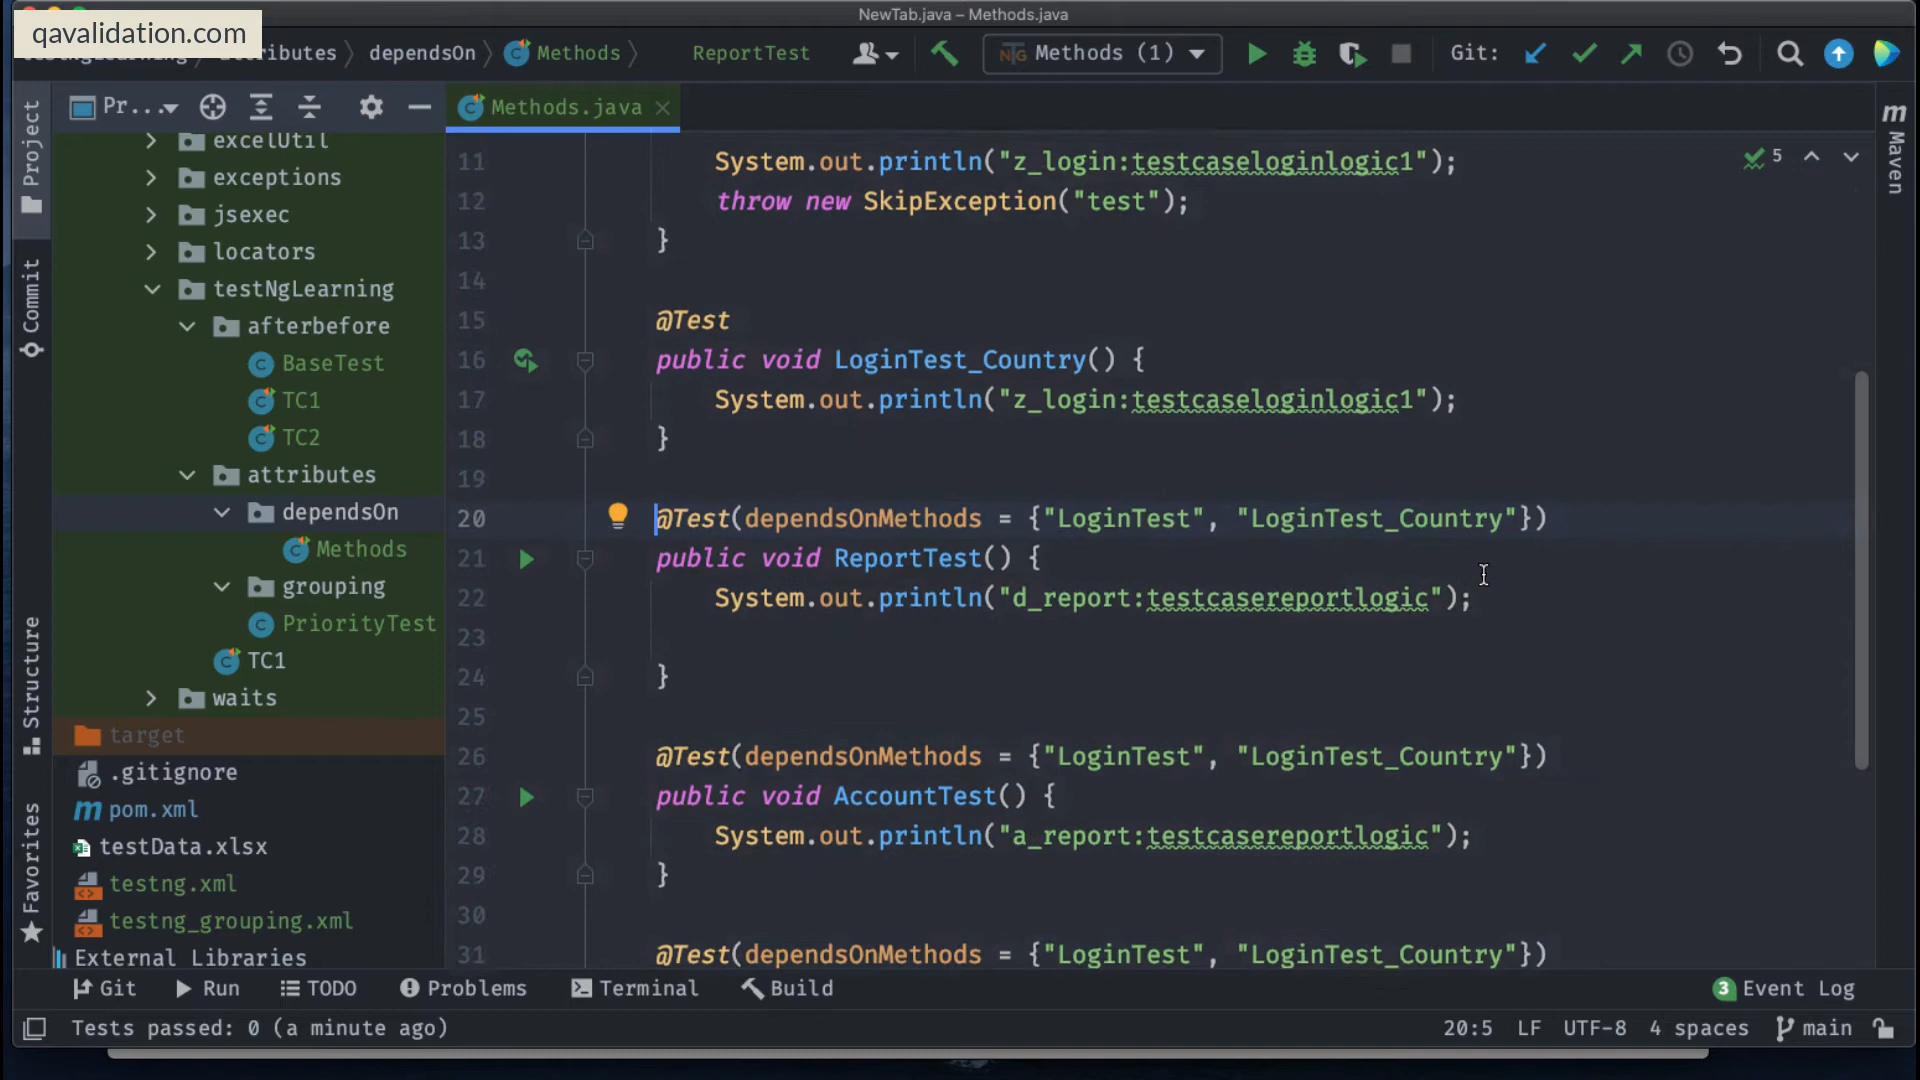 NewTab.java – Methods.java
qavalidation.com
dependsOn
Methods
ReportTest
Methods (1)
Git:
Project
Commit
Structure
Favorites
Pr...
excelUtil
exceptions
jsexec
locators
testNgLearning
afterbefore
BaseTest
TC1
TC2
attributes
dependsOn
Methods
grouping
PriorityTest
TC1
waits
target
.gitignore
pom.xml
testData.xlsx
testng.xml
testng_grouping.xml
External Libraries
Methods.java
5
11 System.out.println("z_login:testcaseloginlogic1");
12 throw new SkipException("test");
13 }
14
15 @Test
16 public void LoginTest_Country() {
17 System.out.println("z_login:testcaseloginlogic1");
18 }
19
20 @Test(dependsOnMethods = {"LoginTest", "LoginTest_Country"})
21 public void ReportTest() {
22 System.out.println("d_report:testcasereportlogic");
23
24 }
25
26 @Test(dependsOnMethods = {"LoginTest", "LoginTest_Country"})
27 public void AccountTest() {
28 System.out.println("a_report:testcasereportlogic");
29 }
30
31 @Test(dependsOnMethods = {"LoginTest", "LoginTest_Country"})
m Maven
Git Run TODO Problems Terminal Build 3 Event Log
Tests passed: 0 (a minute ago) 20:5 LF UTF-8 4 spaces main